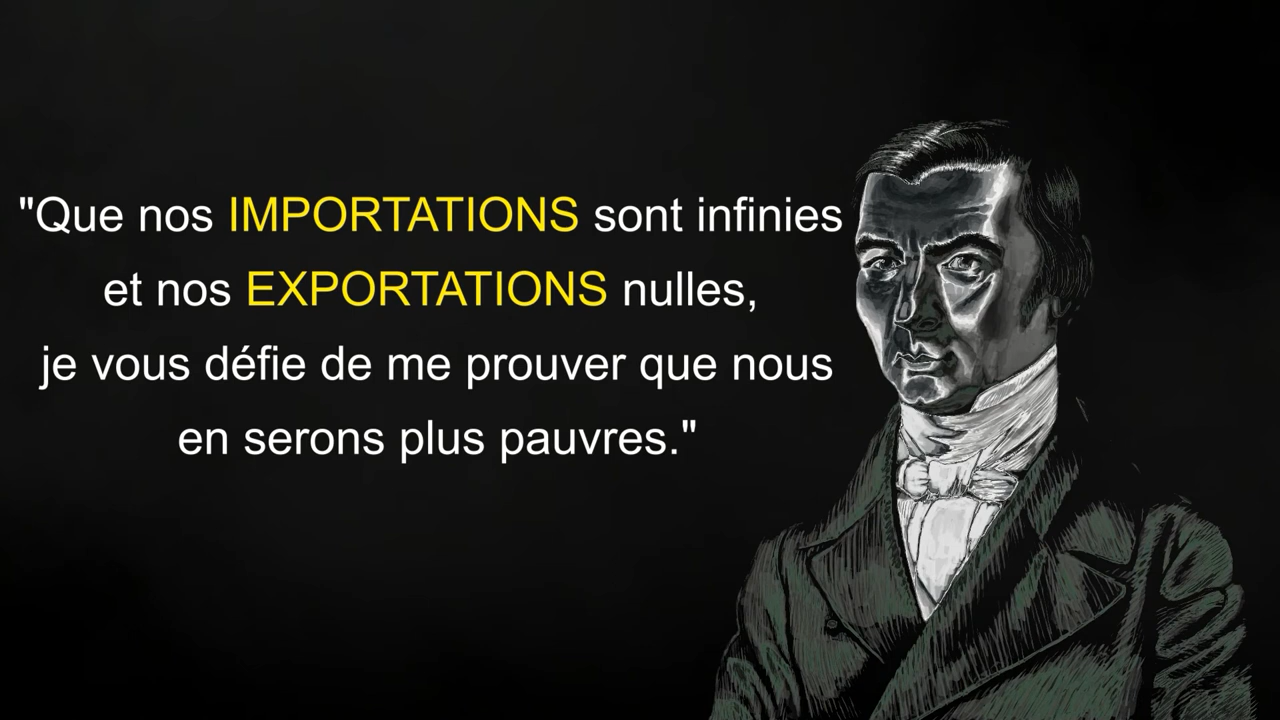 "Que nos IMPORTATIONS sont infinies
et nos EXPORTATIONS nulles,
je vous défie de me prouver que nous
en serons plus pauvres."